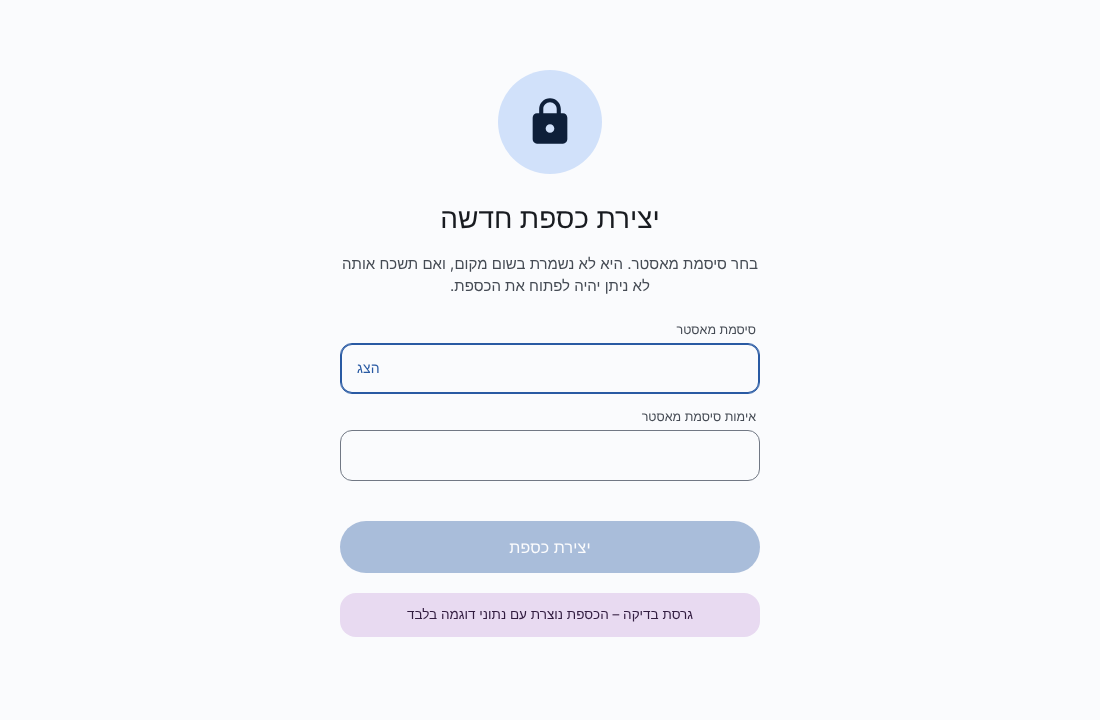 יצירת כספת חדשה
בחר סיסמת מאסטר. היא לא נשמרת בשום מקום, ואם תשכח אותה
לא ניתן יהיה לפתוח את הכספת.
סיסמת מאסטר
הצג
אימות סיסמת מאסטר
יצירת כספת
גרסת בדיקה – הכספת נוצרת עם נתוני דוגמה בלבד